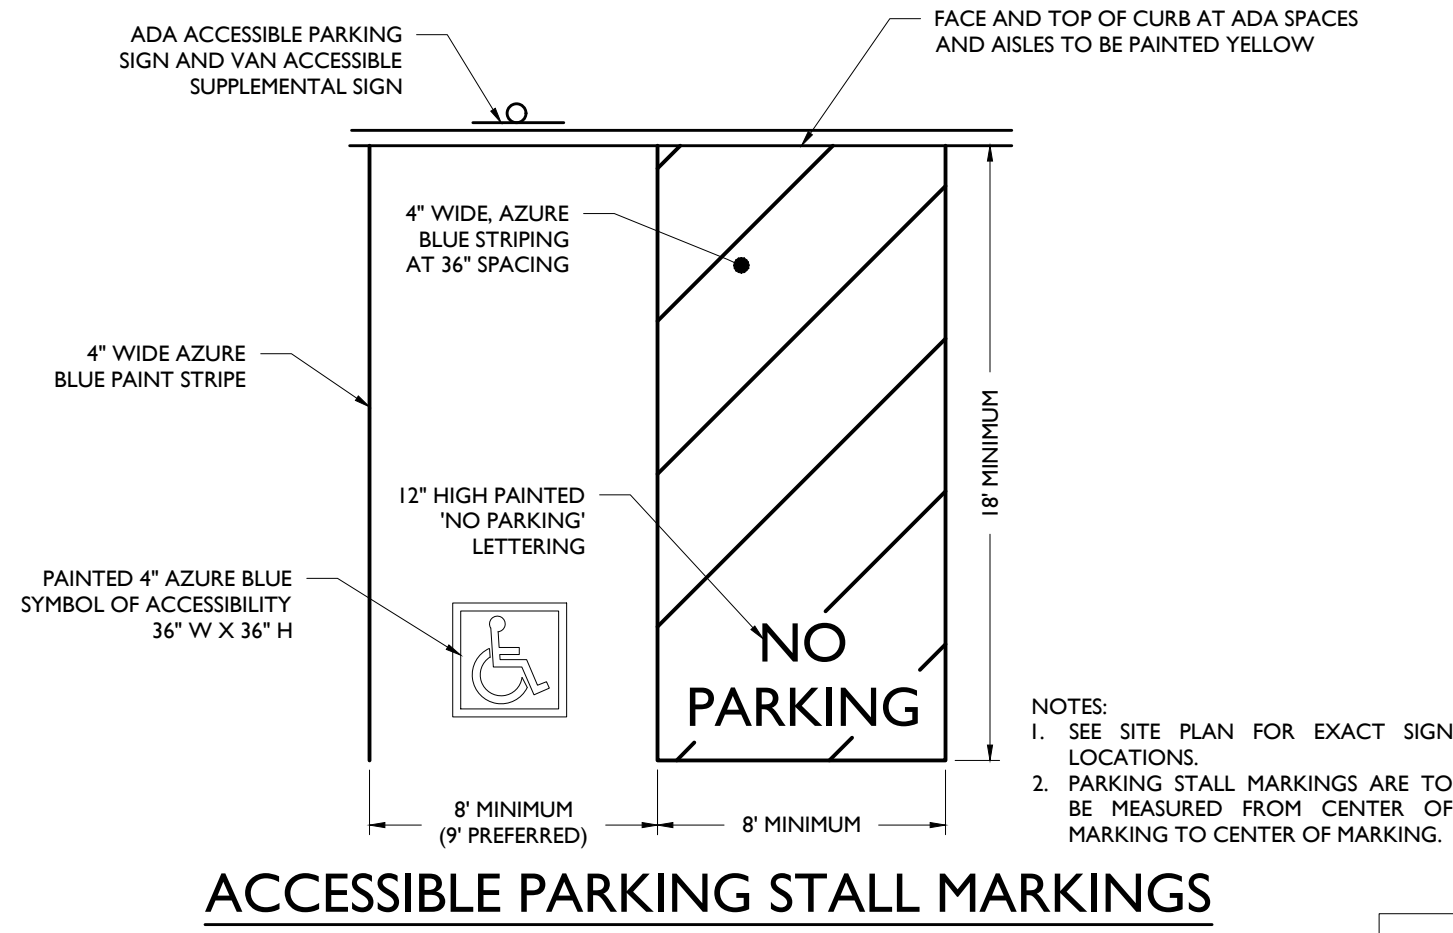 ADA ACCESSIBLE PARKING
SIGN AND VAN ACCESSIBLE
SUPPLEMENTAL SIGN
FACE AND TOP OF CURB AT ADA SPACES
AND AISLES TO BE PAINTED YELLOW
4" WIDE, AZURE
BLUE STRIPING
AT 36" SPACING
4" WIDE AZURE
BLUE PAINT STRIPE
18' MINIMUM
12" HIGH PAINTED
'NO PARKING'
LETTERING
PAINTED 4" AZURE BLUE
SYMBOL OF ACCESSIBILITY
36" W X 36" H
NO
PARKING
NOTES:
1. SEE SITE PLAN FOR EXACT SIGN
LOCATIONS.
2. PARKING STALL MARKINGS ARE TO
BE MEASURED FROM CENTER OF
MARKING TO CENTER OF MARKING.
8' MINIMUM
(9' PREFERRED)
8' MINIMUM
ACCESSIBLE PARKING STALL MARKINGS